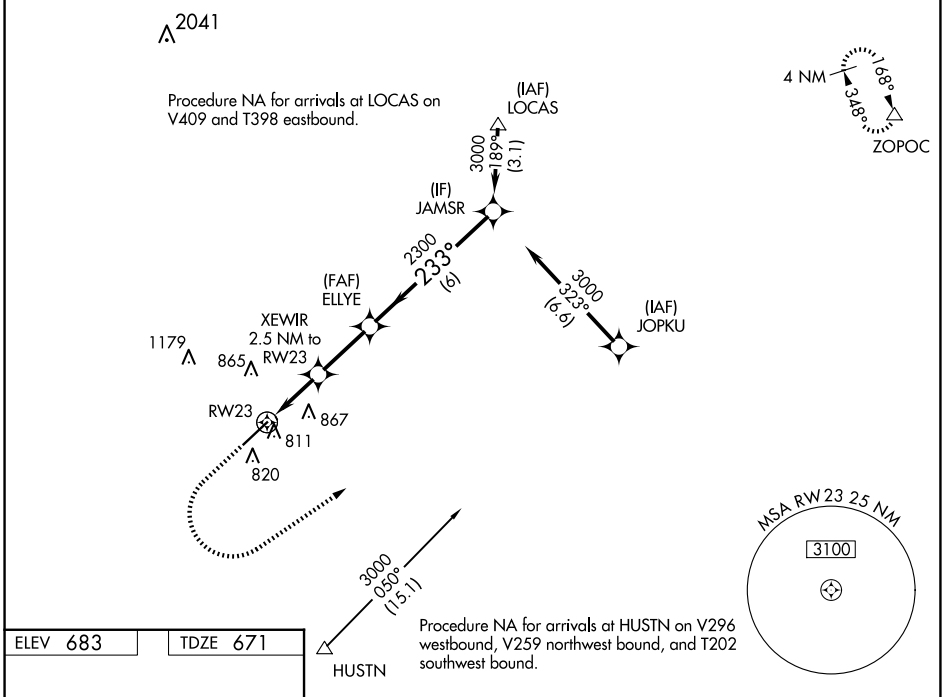 2041
Procedure NA for arrivals at LOCAS on
V409 and T398 eastbound.
(IAF)
LOCAS
3000
189°
(3.1)
4 NM
168°
348°
ZOPOC
(IF)
JAMSR
2300
233°
(6)
(FAF)
ELLYE
3000
323°
(6.6)
(IAF)
JOPKU
XEWIR
2.5 NM to
RW23
1179
865
RW23
867
811
820
MSA RW23 25 NM
3100
3000
050°
(15.1)
HUSTN
Procedure NA for arrivals at HUSTN on V296
westbound, V259 northwest bound, and T202
southwest bound.
ELEV 683
TDZE 671